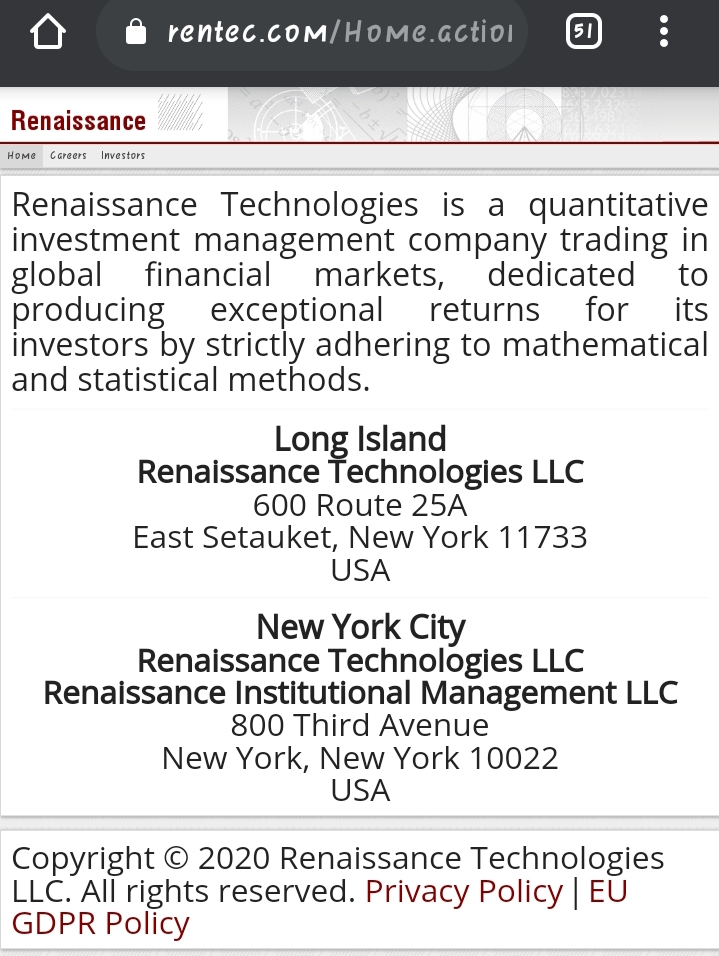 rentec.com/Home.action
51
Renaissance
Home Careers Investors
Renaissance Technologies is a quantitative
investment management company trading in
global financial markets, dedicated to
producing exceptional returns for its
investors by strictly adhering to mathematical
and statistical methods.
Long Island
Renaissance Technologies LLC
600 Route 25A
East Setauket, New York 11733
USA
New York City
Renaissance Technologies LLC
Renaissance Institutional Management LLC
800 Third Avenue
New York, New York 10022
USA
Copyright © 2020 Renaissance Technologies
LLC. All rights reserved. Privacy Policy | EU
GDPR Policy